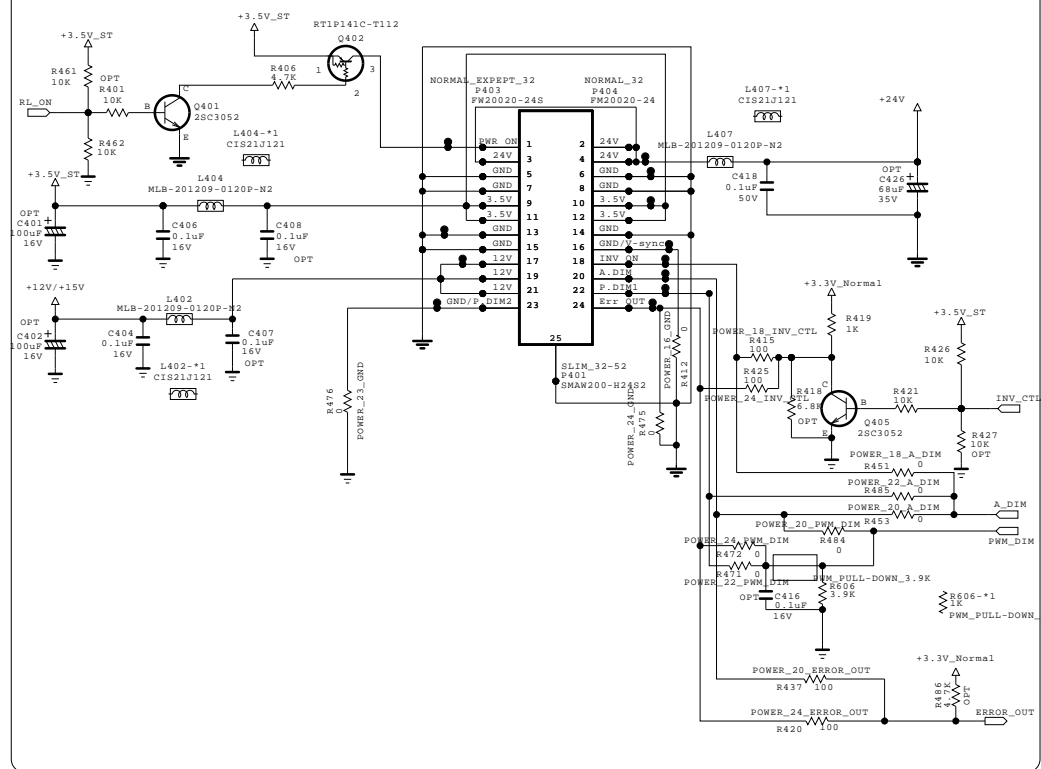 +3.5V_ST
RT1P141C-T112
Q402
1
3
2
+3.5V_ST
R461
10K
OPT
R401
10K
RL_ON
R462
10K
B
C
E
Q401
2SC3052
R406
4.7K
L404-*1
CIS21J121
+3.5V_ST
L404
MLB-201209-0120P-N2
OPT
C401
100uF
16V
C406
0.1uF
16V
C408
0.1uF
16V
OPT
+12V/+15V
L402
MLB-201209-0120P-N2
OPT
C402
100uF
16V
C404
0.1uF
16V
C407
0.1uF
16V
OPT
L402-*1
CIS21J121
NORMAL_EXPEPT_32
P403
FW20020-24S
NORMAL_32
P404
FM20020-24
PWR ON 1 2 24V
24V 3 4 24V
GND 5 6 GND
GND 7 8 GND
3.5V 9 10 3.5V
3.5V 11 12 3.5V
GND 13 14 GND
GND 15 16 GND/V-sync
12V 17 18 INV ON
12V 19 20 A.DIM
12V 21 22 P.DIM1
GND/P.DIM2 23 24 Err OUT
25
SLIM_32-52
P401
SMAW200-H24S2
L407-*1
CIS21J121
+24V
L407
MLB-201209-0120P-N2
C418
0.1uF
50V
OPT
C426
68uF
35V
R476
0
POWER_23_GND
POWER_16_GND
R412
0
POWER_24_GND
R475
0
+3.3V_Normal
R419
1K
POWER_18_INV_CTL
R415
100
R425
100
POWER_24_INV_CTL
R418
6.8K
OPT
C
B
E
Q405
2SC3052
R421
10K
+3.5V_ST
R426
10K
INV_CTL
R427
10K
OPT
POWER_18_A_DIM
R451
0
POWER_22_A_DIM
R485
0
POWER_20_A_DIM
R453
0
A_DIM
POWER_20_PWM_DIM
R484
0
PWM_DIM
POWER_24_PWM_DIM
R472
0
R471
0
POWER_22_PWM_DIM
PWM_PULL-DOWN_3.9K
R606
3.9K
OPT
C416
0.1uF
16V
R606-*1
1K
PWM_PULL-DOWN_
POWER_20_ERROR_OUT
R437
100
POWER_24_ERROR_OUT
R420
100
+3.3V_Normal
R486
4.7K
OPT
ERROR_OUT